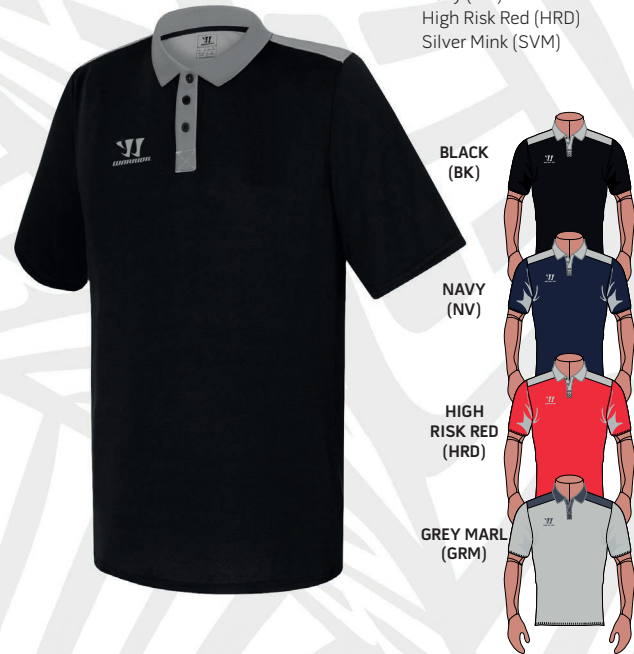 High Risk Red (HRD)
Silver Mink (SVM)
WARRIOR
BLACK
(BK)
NAVY
(NV)
HIGH
RISK RED
(HRD)
GREY MARL
(GRM)